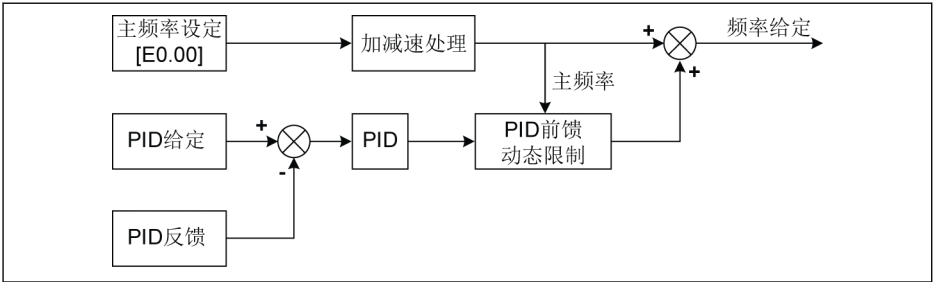 主频率设定
[E0.00]
加减速处理
+
频率给定
主频率
+
PID给定
+
PID
PID前馈
动态限制
-
PID反馈